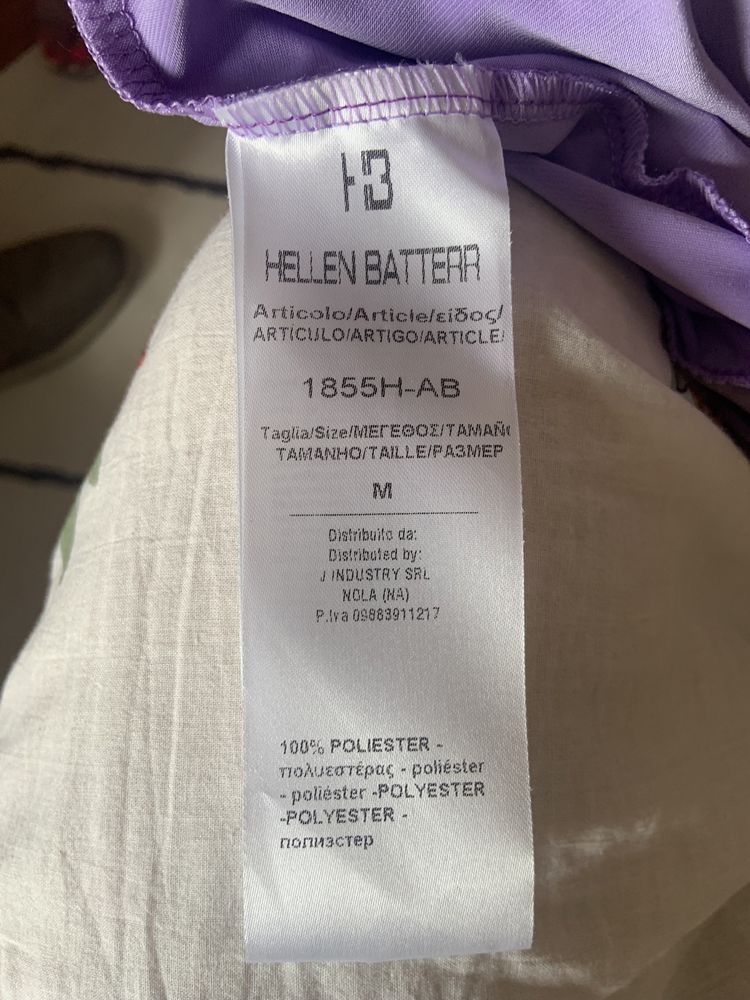 HB
HELLEN BATTERR
Articolo/Article/είδος/
ARTÍCULO/ARTIGO/ARTICLE/
1855H-AB
Taglia/Size/ΜΕΓΕΘΟΣ/TAMAÑO
TAMANHO/TAILLE/РАЗМЕР
M
Distribuito da:
Distributed by:
J INDUSTRY SRL
NOLA (NA)
P.Iva 09883911217
100% POLIESTER -
πολυεστέρας - poliéster
- poliéster -POLYESTER
-POLYESTER -
полиэстер